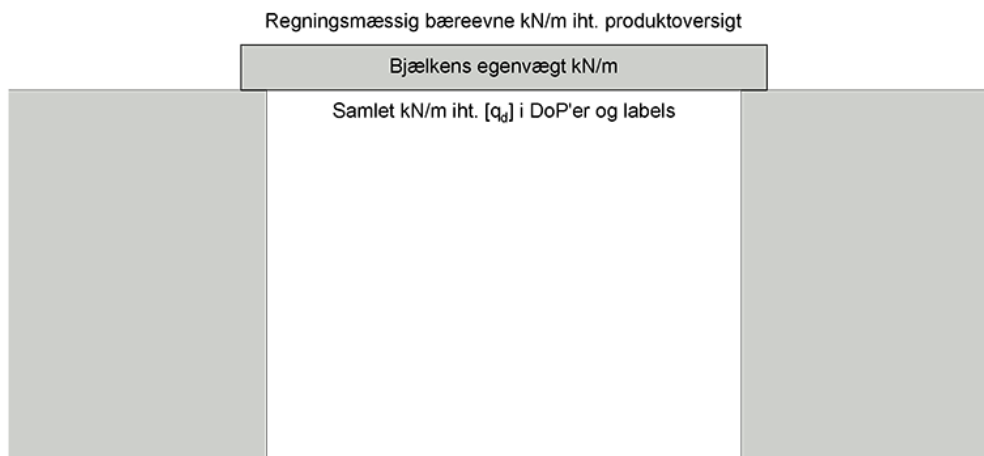 Regningsmæssig bæreevne kN/m iht. produktoversigt
Bjælkens egenvægt kN/m
Samlet kN/m iht. [qd] i DoP'er og labels